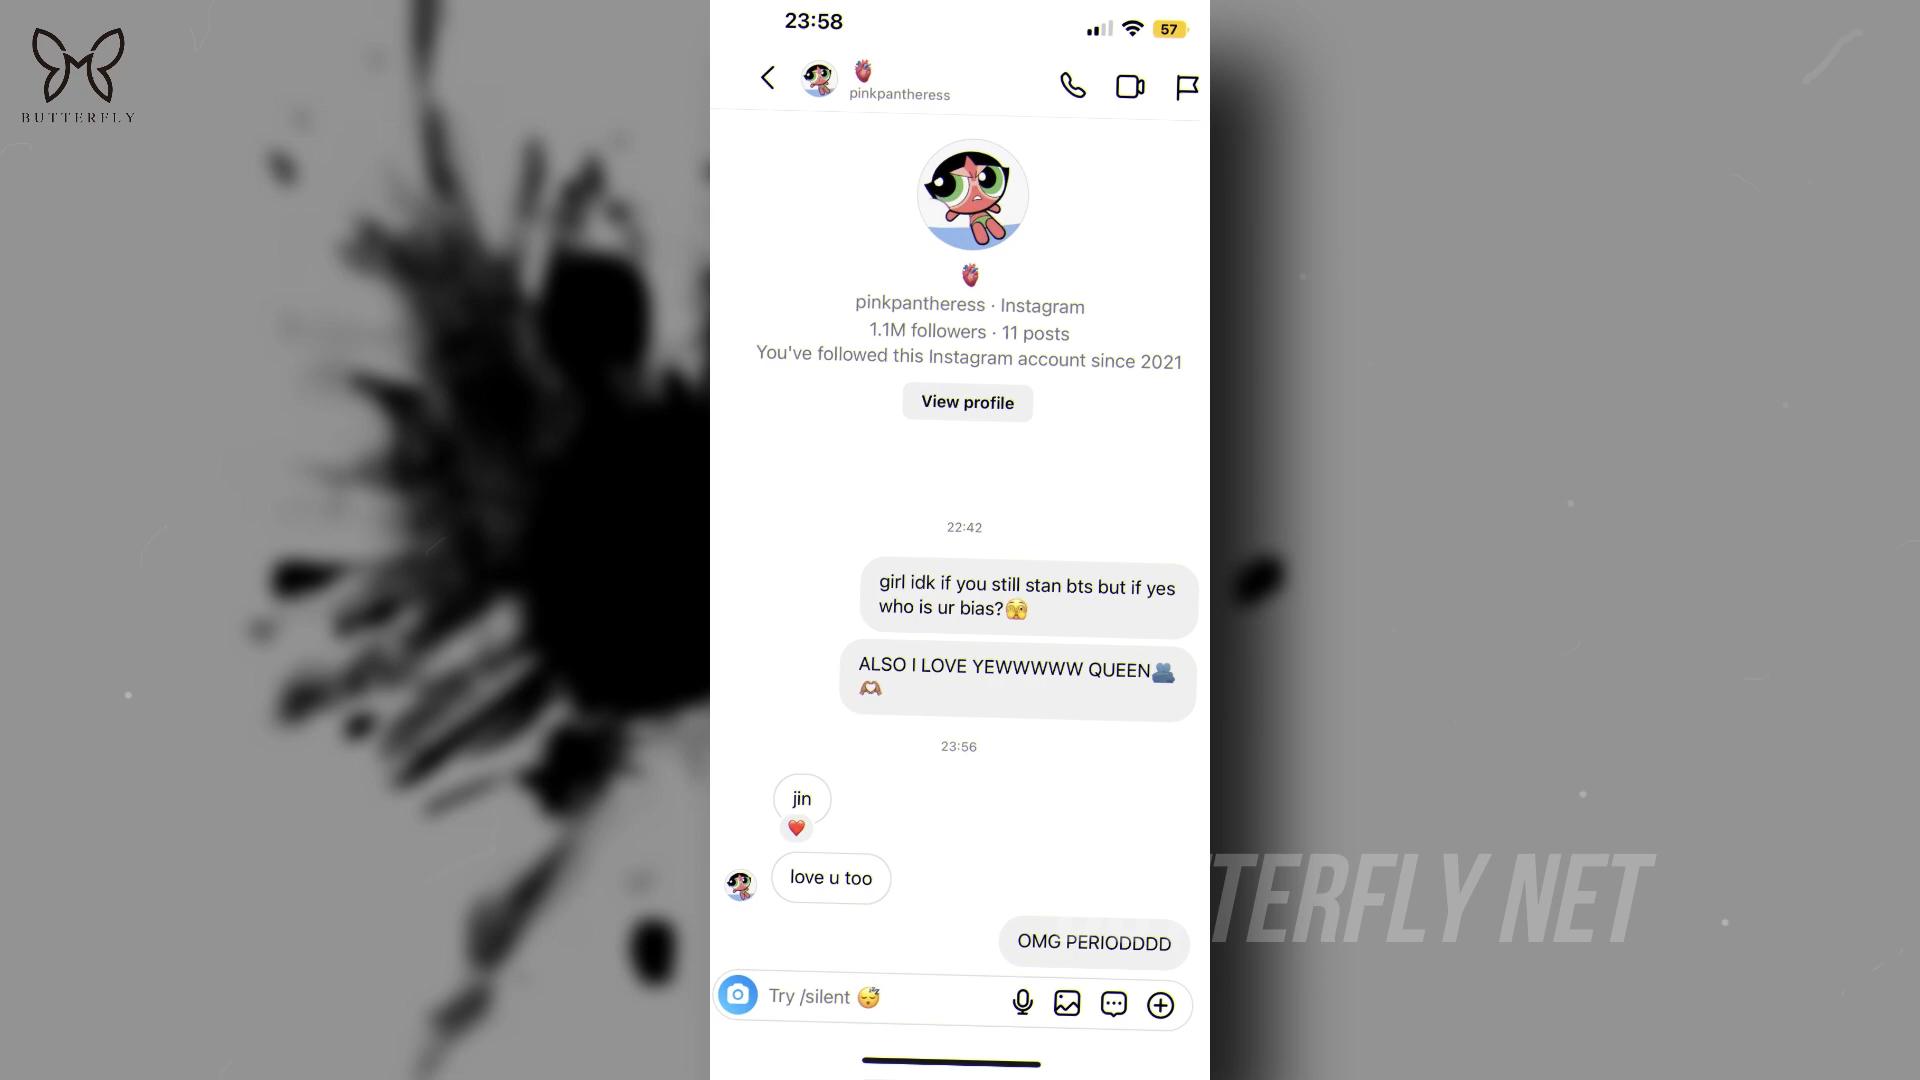 BUTTERFLY
23:58
57
pinkpantheress
pinkpantheress · Instagram
1.1M followers · 11 posts
You've followed this Instagram account since 2021
View profile
22:42
girl idk if you still stan bts but if yes
who is ur bias?🫣
ALSO I LOVE YEWWWWW QUEEN🫂
🫶🏽
23:56
jin
love u too
OMG PERIODDDD
Try /silent 😴
TERFLY NET